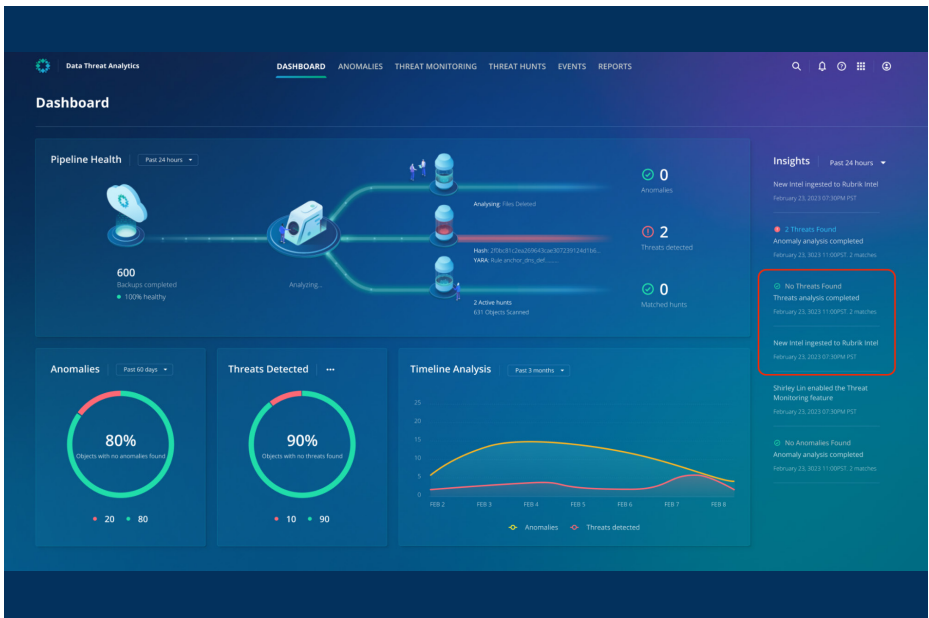 Data Threat Analytics
DASHBOARD ANOMALIES THREAT MONITORING THREAT HUNTS EVENTS REPORTS
Dashboard
Pipeline Health Past 24 hours
600
Backups completed
100% healthy
Analyzing...
Analysing: Files Deleted
Hash: 2f0bc81c2ea269643cae307239124d1b6...
YARA: Rule anchor_dns_def.........
2 Active hunts
631 Objects Scanned
0
Anomalies
2
Threats detected
0
Matched hunts
Insights Past 24 hours
New Intel ingested to Rubrik Intel
February 23, 2023 07:30PM PST
2 Threats Found
Anomaly analysis completed
February 23, 3023 11:00PST. 2 matches
No Threats Found
Threats analysis completed
February 23, 3023 11:00PST. 2 matches
New Intel ingested to Rubrik Intel
February 23, 2023 07:30PM PST
Shirley Lin enabled the Threat
Monitoring feature
February 23, 2023 07:30PM PST
No Anomalies Found
Anomaly analysis completed
February 23, 3023 11:00PST. 2 matches
Anomalies Past 60 days
80%
Objects with no anomalies found
20 80
Threats Detected ...
90%
Objects with no threats found
10 90
Timeline Analysis Past 3 months
25
20
15
10
5
0
FEB 2 FEB 3 FEB 4 FEB 5 FEB 6 FEB 7 FEB 8
Anomalies Threats detected